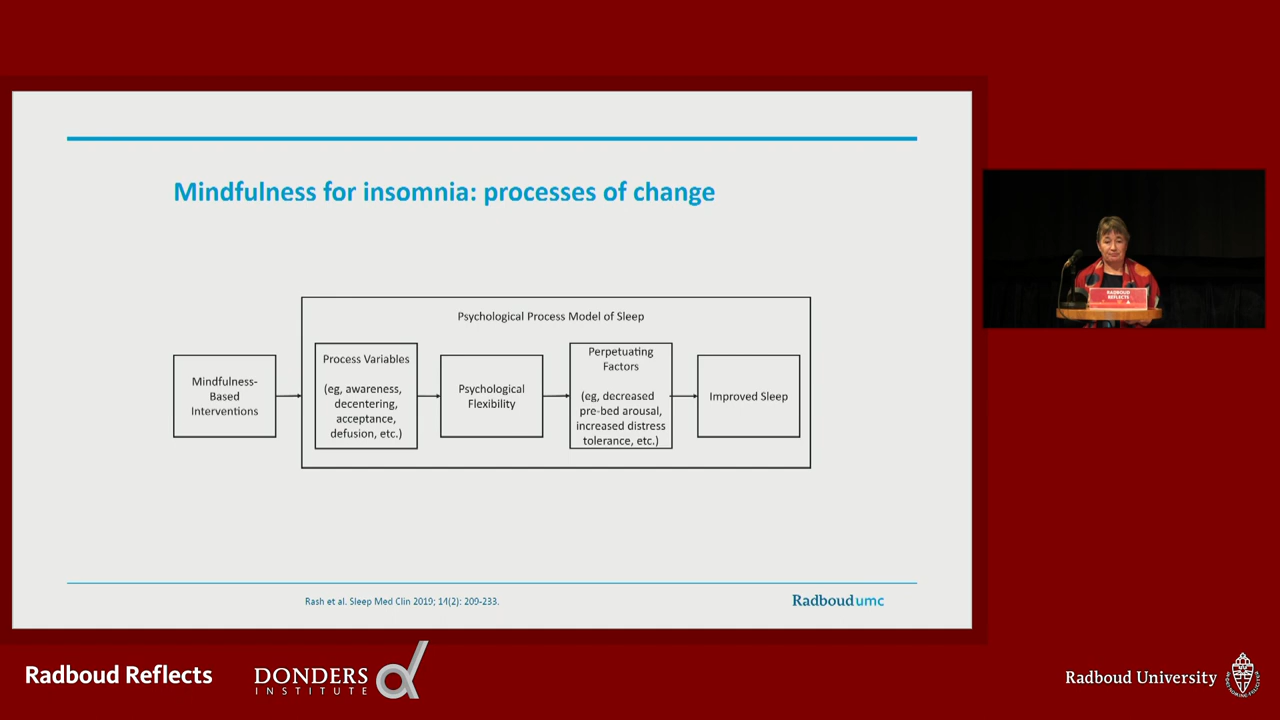 Mindfulness for insomnia: processes of change
Psychological Process Model of Sleep
Mindfulness-
Based
Interventions
Process Variables
(eg, awareness,
decentering,
acceptance,
defusion, etc.)
Psychological
Flexibility
Perpetuating
Factors
(eg, decreased
pre-bed arousal,
increased distress
tolerance, etc.)
Improved Sleep
Rash et al. Sleep Med Clin 2019; 14(2): 209-233.
Radboudumc
RADBOUD
REFLECTS
Radboud Reflects
DONDERS
INSTITUTE
Radboud University